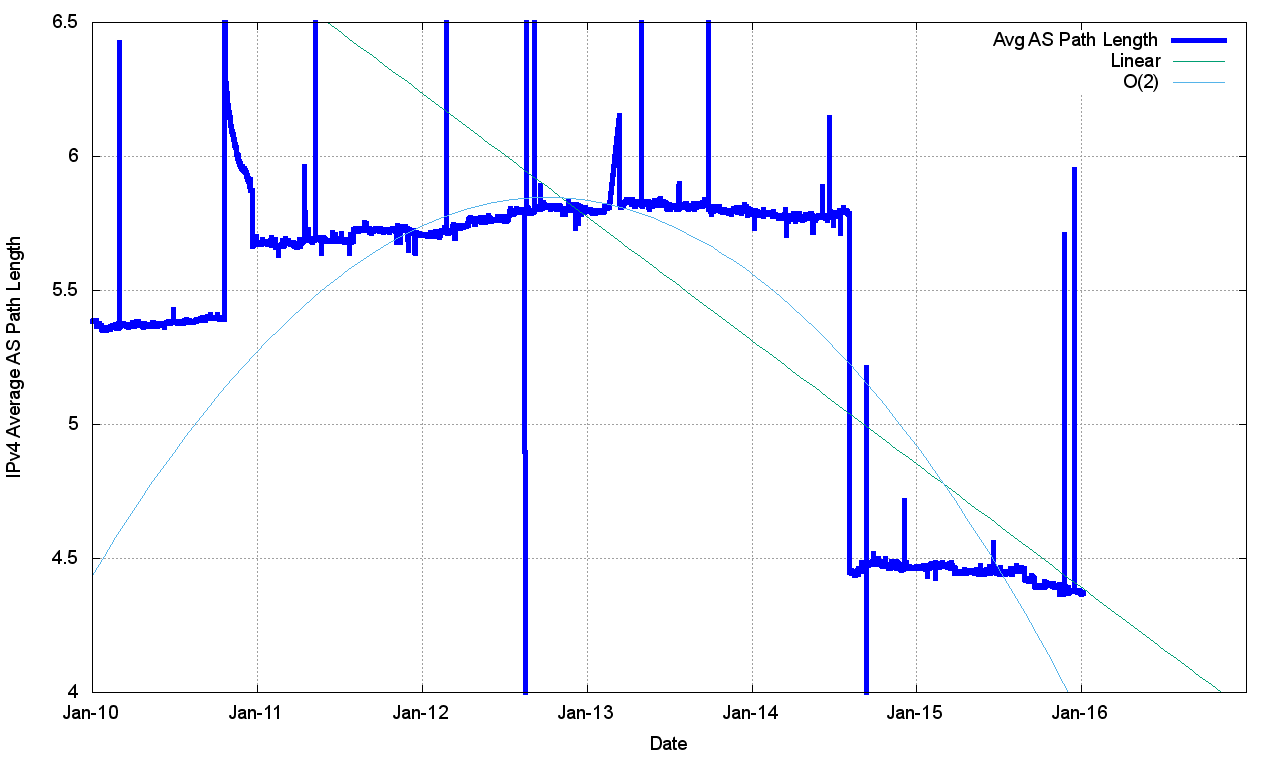 6.5
6
5.5
5
4.5
4
IPv4 Average AS Path Length
Avg AS Path Length
Linear
O(2)
Jan-10 Jan-11 Jan-12 Jan-13 Jan-14 Jan-15 Jan-16
Date